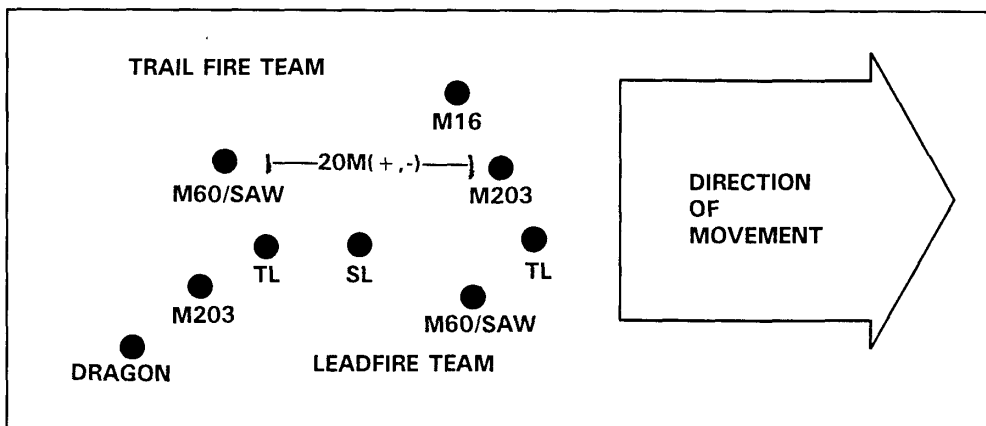 TRAIL FIRE TEAM
M16
20M(+,-)
M60/SAW
M203
DIRECTION
OF
MOVEMENT
TL
SL
TL
M203
M60/SAW
LEADFIRE TEAM
DRAGON